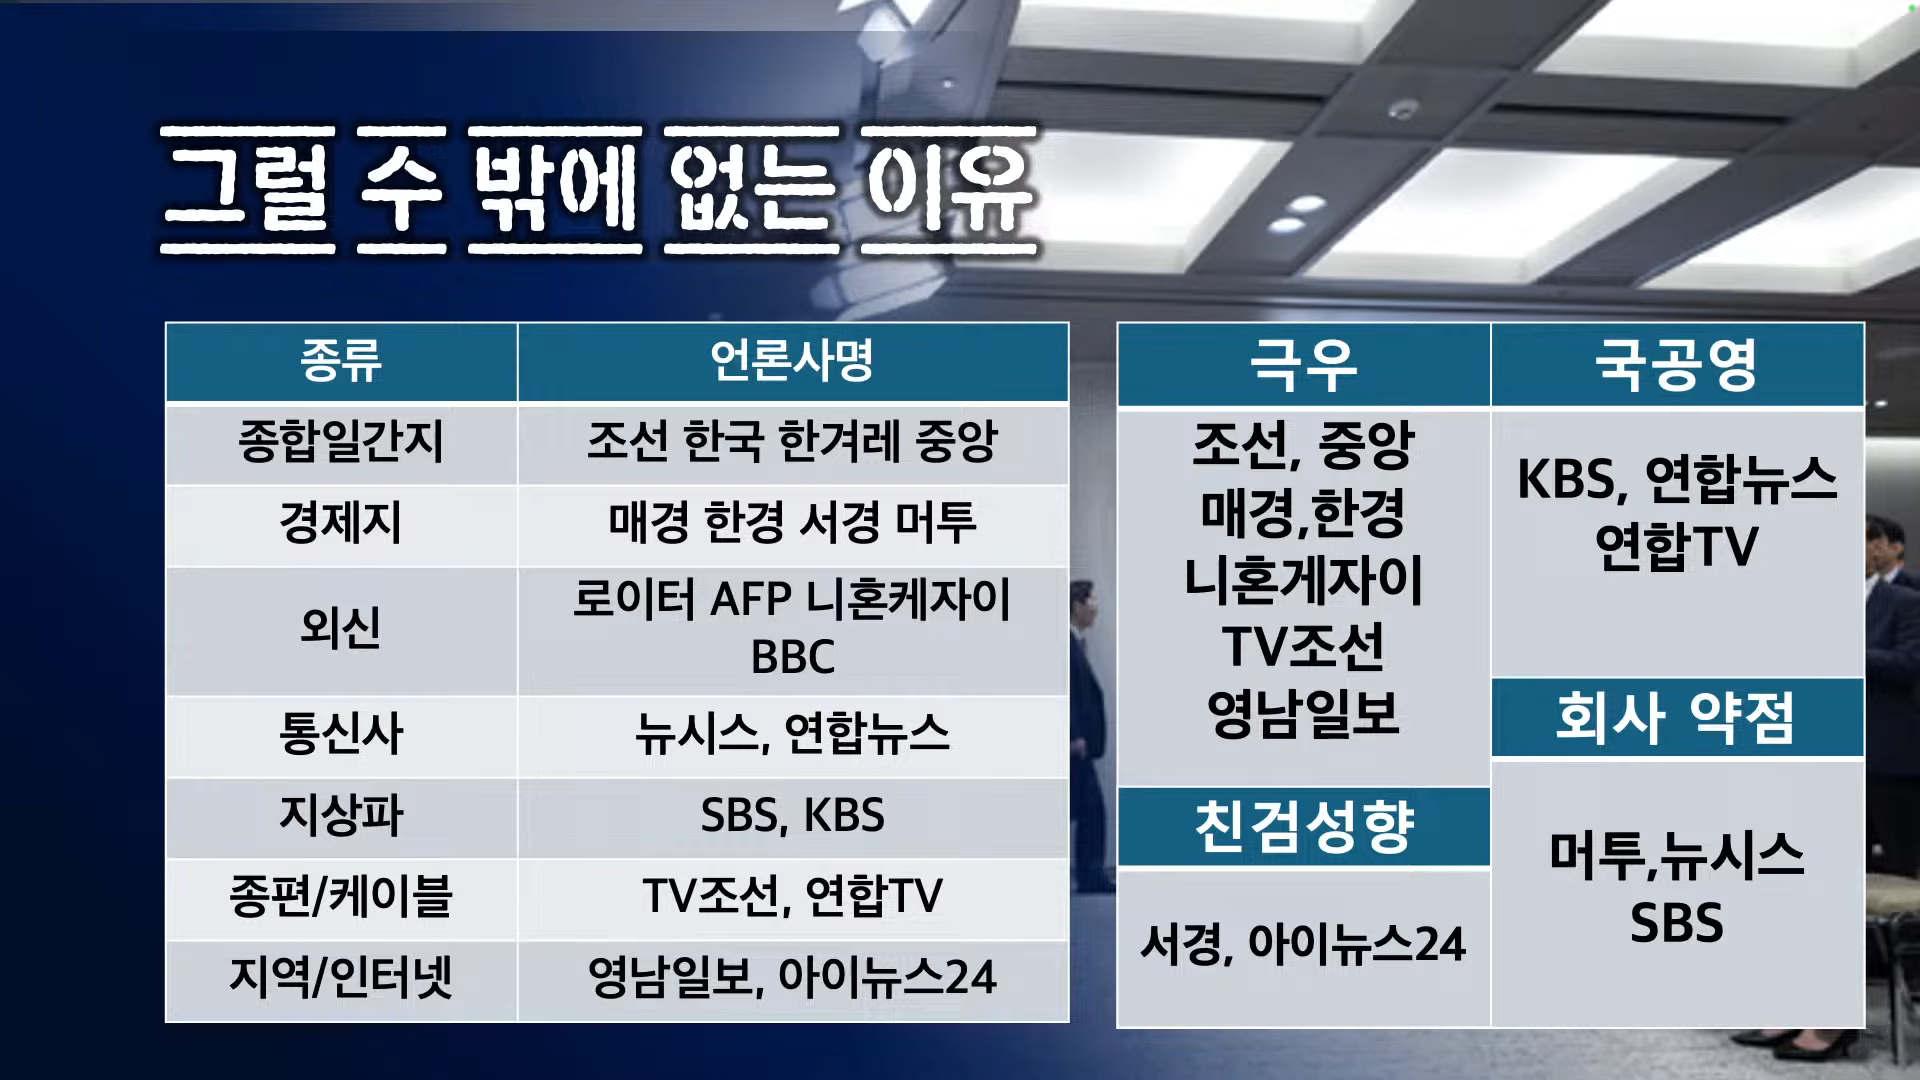 그럴 수 밖에 없는 이유
종류 언론사명
종합일간지 조선 한국 한겨레 중앙
경제지 매경 한경 서경 머투
외신 로이터 AFP 니혼케자이
BBC
통신사 뉴시스, 연합뉴스
지상파 SBS, KBS
종편/케이블 TV조선, 연합TV
지역/인터넷 영남일보, 아이뉴스24
극우
조선, 중앙
매경,한경
니혼게자이
TV조선
영남일보
친검성향
서경, 아이뉴스24
국공영
KBS, 연합뉴스
연합TV
회사 약점
머투,뉴시스
SBS